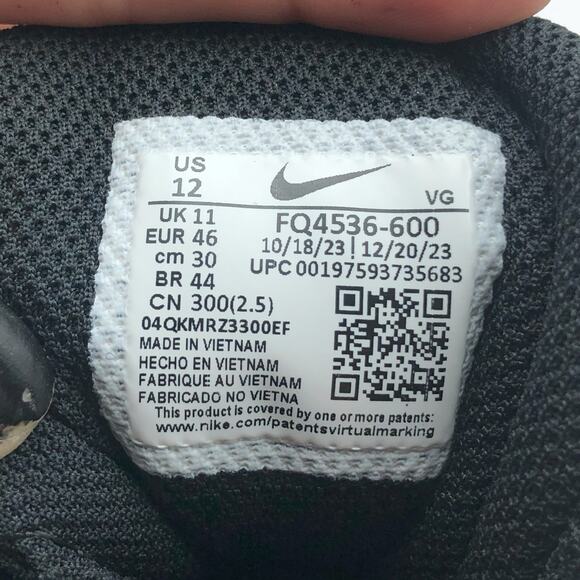 US
12
VG
UK 11
EUR 46
cm 30
BR 44
CN 300(2.5)
FQ4536-600
10/18/23 | 12/20/23
UPC 00197593735683
04QKMRZ3300EF
MADE IN VIETNAM
HECHO EN VIETNAM
FABRIQUE AU VIETNAM
FABRICADO NO VIETNA
This product is covered by one or more patents:
www.nike.com/patentsvirtualmarking